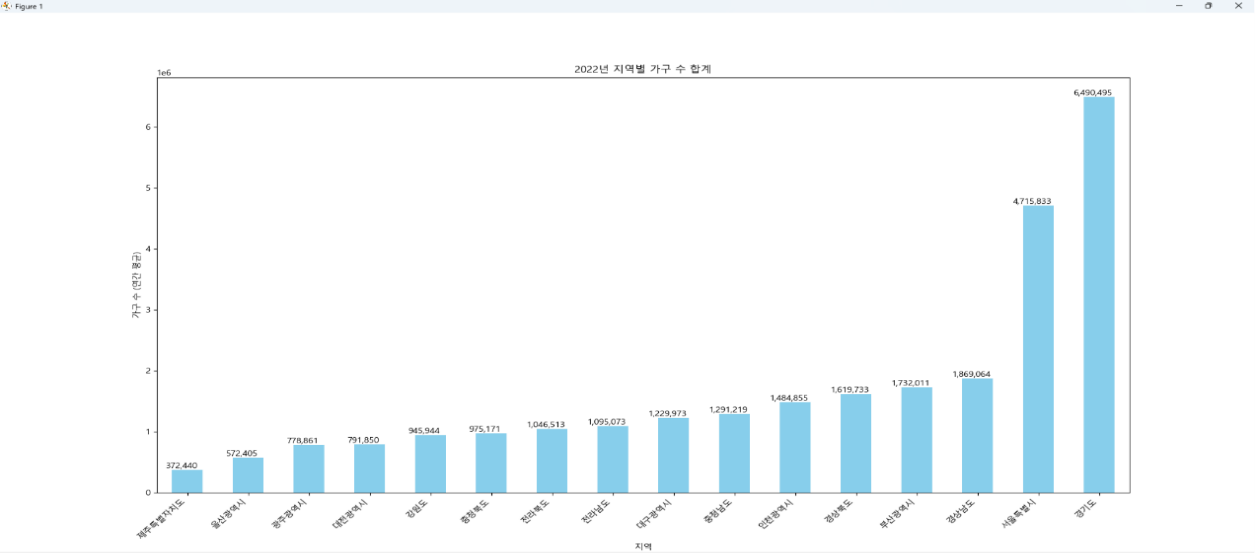 Figure 1
2022년 지역별 가구 수 합계
1e6
6
5
4
3
2
1
0
가구 수 (연간 평균)
372,440
572,405
778,861
791,850
945,944
975,171
1,046,513
1,095,073
1,229,973
1,291,219
1,484,855
1,619,733
1,732,011
1,869,064
4,715,833
6,490,495
제주특별자치도
울산광역시
광주광역시
대전광역시
강원도
충청북도
전라북도
전라남도
대구광역시
충청남도
인천광역시
경상북도
부산광역시
경상남도
서울특별시
경기도
지역